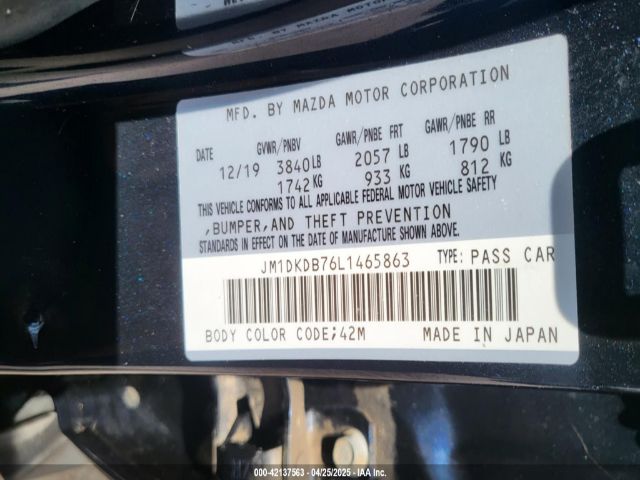 MFD. BY MAZDA MOTOR CORPORATION
DATE GVWR/PNBV GAWR/PNBE FRT GAWR/PNBE RR
12/19 3840LB 2057 LB 1790 LB
1742KG 933 KG 812 KG
THIS VEHICLE CONFORMS TO ALL APPLICABLE FEDERAL MOTOR VEHICLE SAFETY
,BUMPER,AND THEFT PREVENTION
STANDARDS IN EFFECT ON THE DATE OF MANUFACTURE SHOWN ABOVE.
JM1DKDB76L1465863 TYPE: PASS CAR
BODY COLOR CODE;42M MADE IN JAPAN
000-42137563 - 04/25/2025 - IAAI Inc.